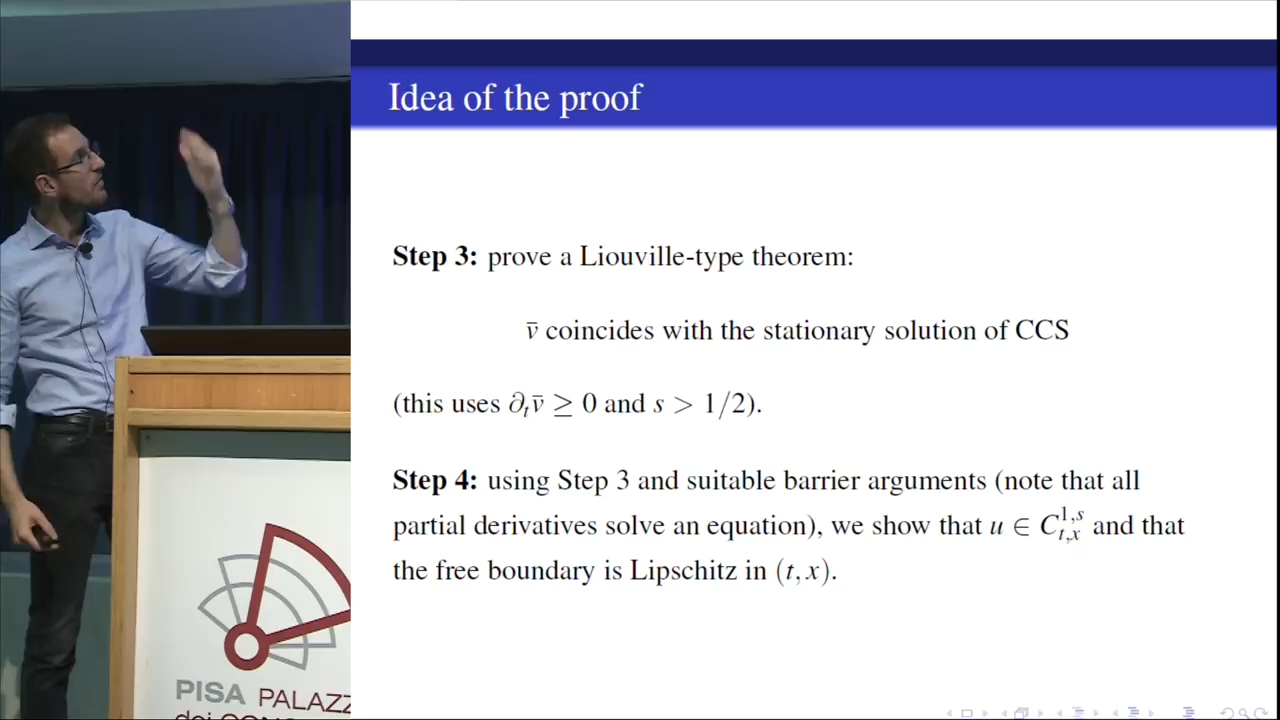 Idea of the proof
Step 3: prove a Liouville-type theorem:
v̄ coincides with the stationary solution of CCS
(this uses ∂ₜv̄ ≥ 0 and s > 1/2).
Step 4: using Step 3 and suitable barrier arguments (note that all
partial derivatives solve an equation), we show that u ∈ C^{1,s}_{t,x} and that
the free boundary is Lipschitz in (t, x).
PISA PALAZZ
dei CON